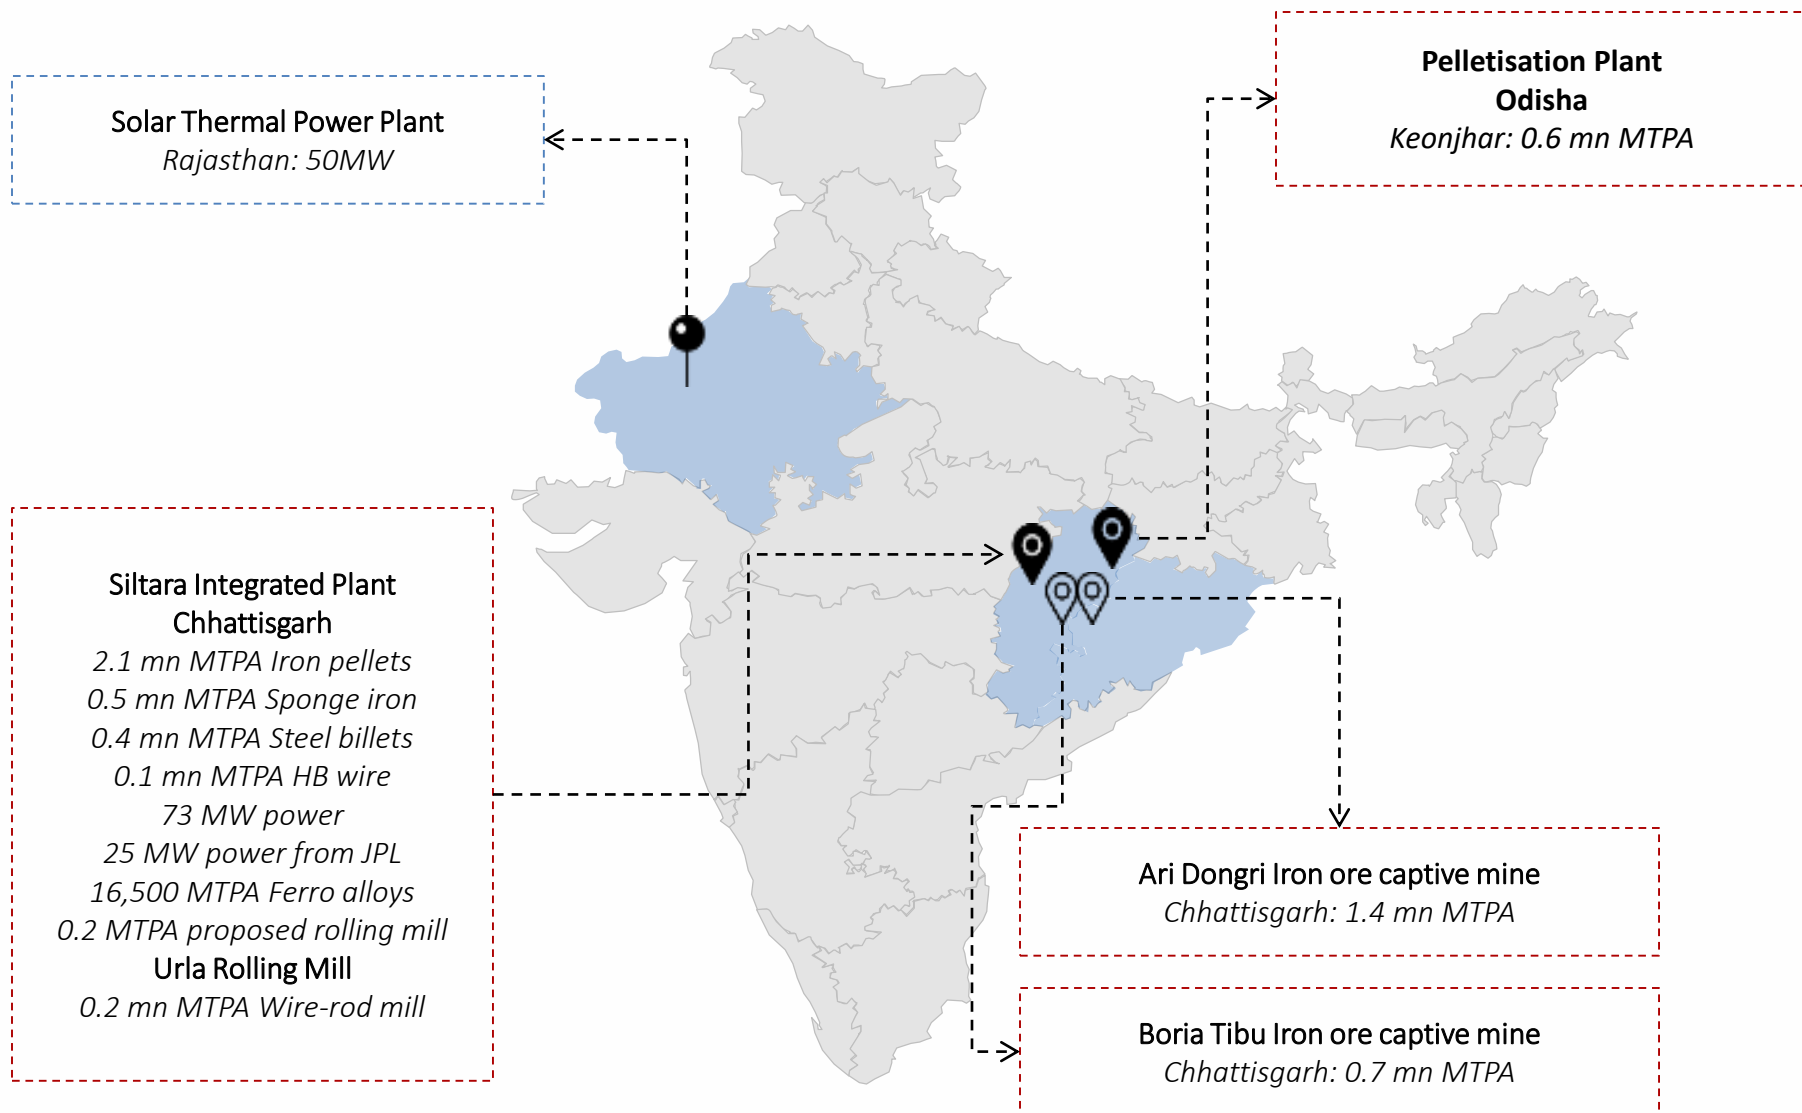 Solar Thermal Power Plant
Rajasthan: 50MW
Pelletisation Plant
Odisha
Keonjhar: 0.6 mn MTPA
Siltara Integrated Plant
Chhattisgarh
2.1 mn MTPA Iron pellets
0.5 mn MTPA Sponge iron
0.4 mn MTPA Steel billets
0.1 mn MTPA HB wire
73 MW power
25 MW power from JPL
16,500 MTPA Ferro alloys
0.2 MTPA proposed rolling mill
Urla Rolling Mill
0.2 mn MTPA Wire-rod mill
Ari Dongri Iron ore captive mine
Chhattisgarh: 1.4 mn MTPA
Boria Tibu Iron ore captive mine
Chhattisgarh: 0.7 mn MTPA